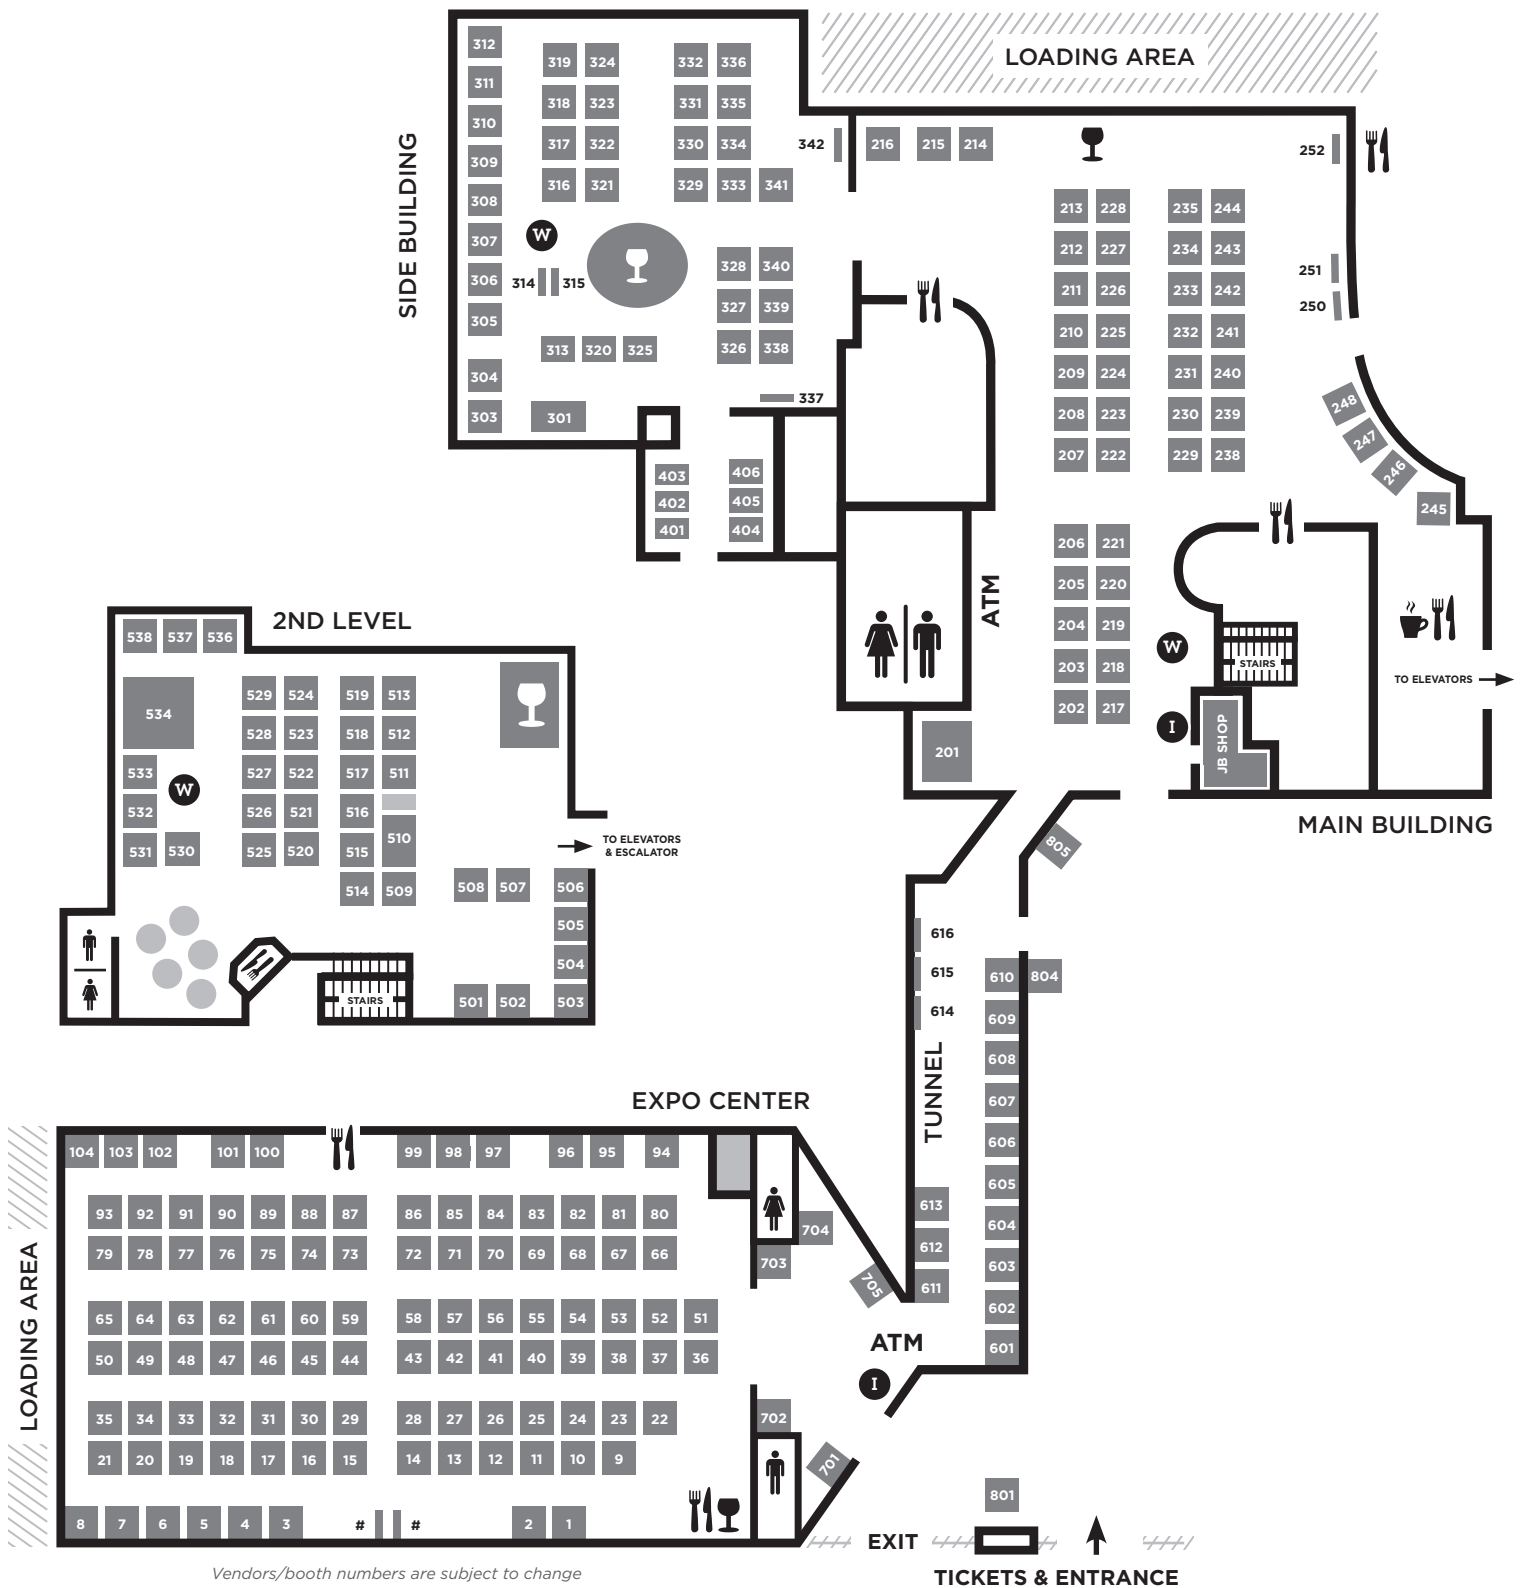 LOADING AREA
SIDE BUILDING
312
311
310
309
308
307
306
305
304
303
319 324
318 323
317 322
316 321
332 336
331 335
330 334
329 333 341
342
216 215 214
252
W
314 315
328 340
327 339
326 338
313 320 325
337
301
403
402
401
406
405
404
213 228 235 244
212 227 234 243
211 226 233 242
210 225 232 241
209 224 231 240
208 223 230 239
207 222 229 238
251
250
248
247
246
245
206 221
205 220
204 219
203 218
202 217
ATM
W
STAIRS
TO ELEVATORS
I
JB SHOP
201
MAIN BUILDING
805
2ND LEVEL
538 537 536
534
529 524 519 513
528 523 518 512
533 527 522 517 511
W
532 526 521 516
510
531 530 525 520 515
514 509
TO ELEVATORS
& ESCALATOR
508 507 506
505
504
501 502 503
STAIRS
616
615
614
TUNNEL
610 804
609
608
607
606
605
604
603
602
601
613
612
611
EXPO CENTER
LOADING AREA
104 103 102 101 100 99 98 97 96 95 94
93 92 91 90 89 88 87 86 85 84 83 82 81 80
79 78 77 76 75 74 73 72 71 70 69 68 67 66
704
703
705
65 64 63 62 61 60 59 58 57 56 55 54 53 52 51
50 49 48 47 46 45 44 43 42 41 40 39 38 37 36
ATM
I
35 34 33 32 31 30 29 28 27 26 25 24 23 22
21 20 19 18 17 16 15 14 13 12 11 10 9
702
701
8 7 6 5 4 3 # # 2 1
801
EXIT
TICKETS & ENTRANCE
Vendors/booth numbers are subject to change